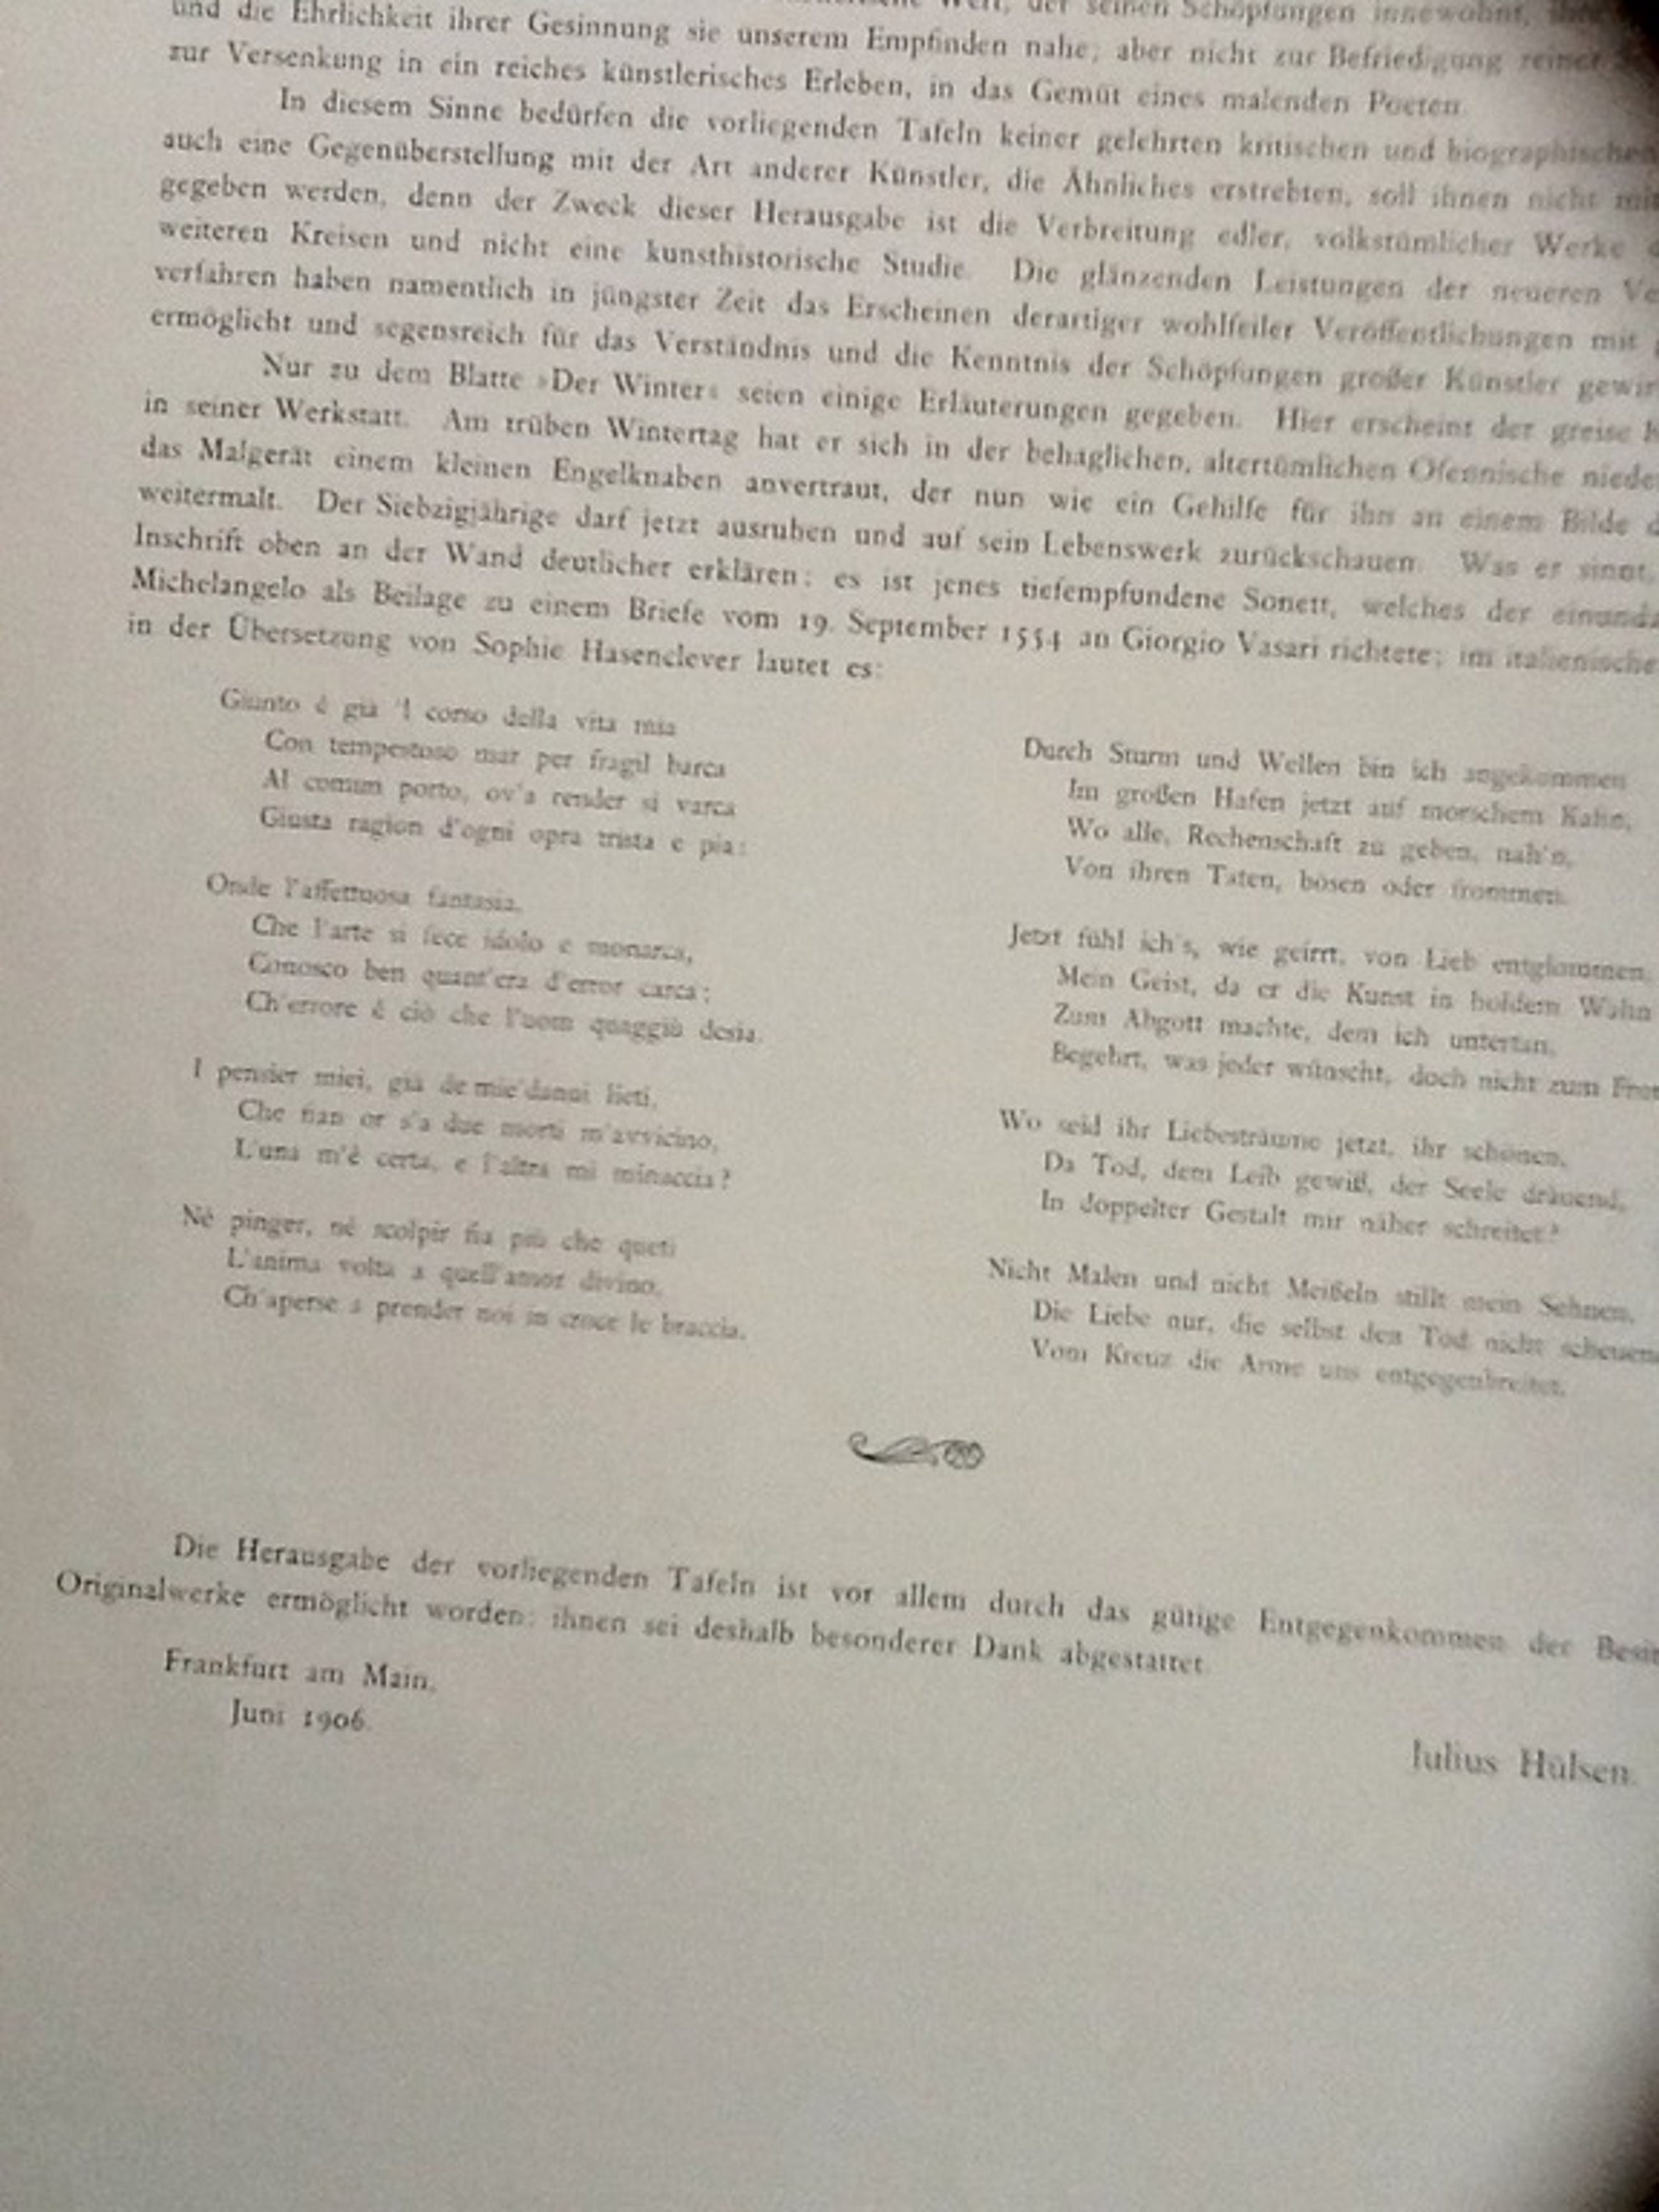 und die Ehrlichkeit ihrer Gesinnung sie unserem Empfinden nahe; aber nicht zur Befriedigung reiner
zur Versenkung in ein reiches künstlerisches Erleben, in das Gemüt eines malenden Poeten.
In diesem Sinne bedürfen die vorliegenden Tafeln keiner gelehrten kritischen und biographischen
auch eine Gegenüberstellung mit der Art anderer Künstler, die Ähnliches erstrebten, soll ihnen nicht mit
gegeben werden, denn der Zweck dieser Herausgabe ist die Verbreitung edler, volkstümlicher Werke
weiteren Kreisen und nicht eine kunsthistorische Studie. Die glänzenden Leistungen der neueren Ve
verfahren haben namentlich in jüngster Zeit das Erscheinen derartiger wohlfeiler Veröffentlichungen mit
ermöglicht und segensreich für das Verständnis und die Kenntnis der Schöpfungen großer Künstler gewir
Nur zu dem Blatte »Der Winter« seien einige Erläuterungen gegeben. Hier erscheint der greise K
in seiner Werkstatt. Am trüben Wintertag hat er sich in der behaglichen, altertümlichen Ofennische nieder
das Malgerät einem kleinen Engelknaben anvertraut, der nun wie ein Gehilfe für ihn an einem Bilde d
weitermalt. Der Siebzigjährige darf jetzt ausruhen und auf sein Lebenswerk zurückschauen. Was er sinnt,
Inschrift oben an der Wand deutlicher erklären; es ist jenes tiefempfundene Sonett, welches der einunda
Michelangelo als Beilage zu einem Briefe vom 19. September 1554 an Giorgio Vasari richtete; im italienische
in der Übersetzung von Sophie Hasenclever lautet es:
Giunto è già 'l corso della vita mia
Con tempestoso mar per fragil barca
Al comun porto, ov'a render si varca
Giusta ragion d'ogni opra trista e pia:
Onde l'affettuosa fantasia,
Che l'arte si fece idolo e monarca,
Conosco ben quant'era d'error carca;
Ch'errore è ciò che l'uom quaggiù desia.
I pensier miei, già de mie' danni lieti,
Che fian or s'a due morti m'avvicino,
L'una m'è certa, e l'altra mi minaccia?
Nè pinger, nè scolpir fia più che queti
L'anima volta a quell'amor divino,
Ch'aperse a prender noi in croce le braccia.
Durch Sturm und Wellen bin ich angekommen
Im großen Hafen jetzt auf morschem Kahn,
Wo alle, Rechenschaft zu geben, nah'n,
Von ihren Taten, bösen oder frommen.
Jetzt fühl ich's, wie geirrt, von Lieb entglommen,
Mein Geist, da er die Kunst in holdem Wahn
Zum Abgott machte, dem ich untertan,
Begehrt, was jeder wünscht, doch nicht zum From
Wo seid ihr Liebesträume jetzt, ihr schönen,
Da Tod, dem Leib gewiß, der Seele dräuend,
In doppelter Gestalt mir näher schreitet?
Nicht Malen und nicht Meißeln stillt mein Sehnen,
Die Liebe nur, die selbst den Tod nicht scheuend
Vom Kreuz die Arme uns entgegenbreitet.
Die Herausgabe der vorliegenden Tafeln ist vor allem durch das gütige Entgegenkommen der Besit
Originalwerke ermöglicht worden; ihnen sei deshalb besonderer Dank abgestattet.
Frankfurt am Main,
Juni 1906.
Julius Hülsen.